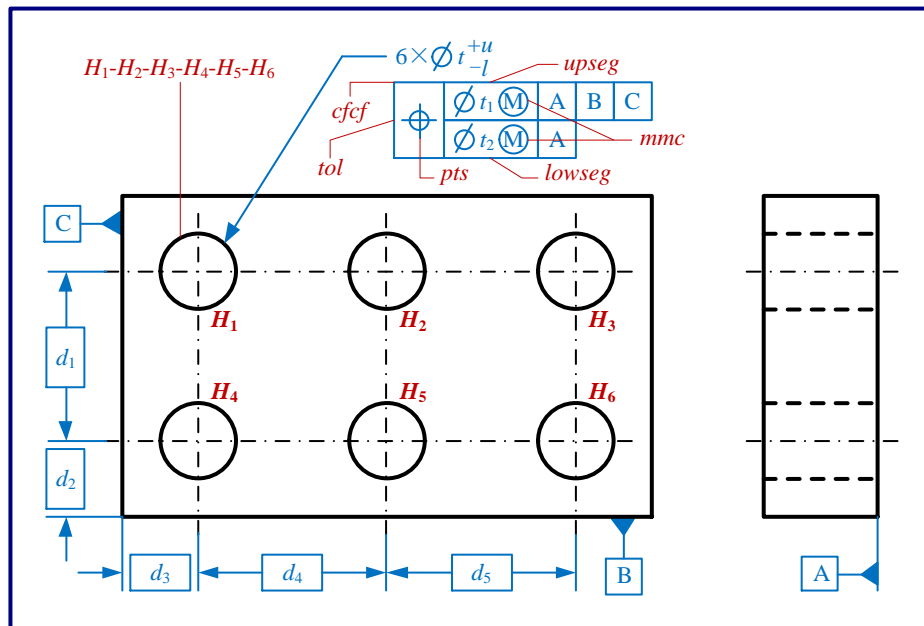 6×⌀ t +u −l
H1-H2-H3-H4-H5-H6
upseg
cfcf
⌀ t1 Ⓜ A B C
⌖
mmc
⌀ t2 Ⓜ A
tol
pts
lowseg
C
H1 H2 H3
d1
H4 H5 H6
d2
d3 d4 d5 B A